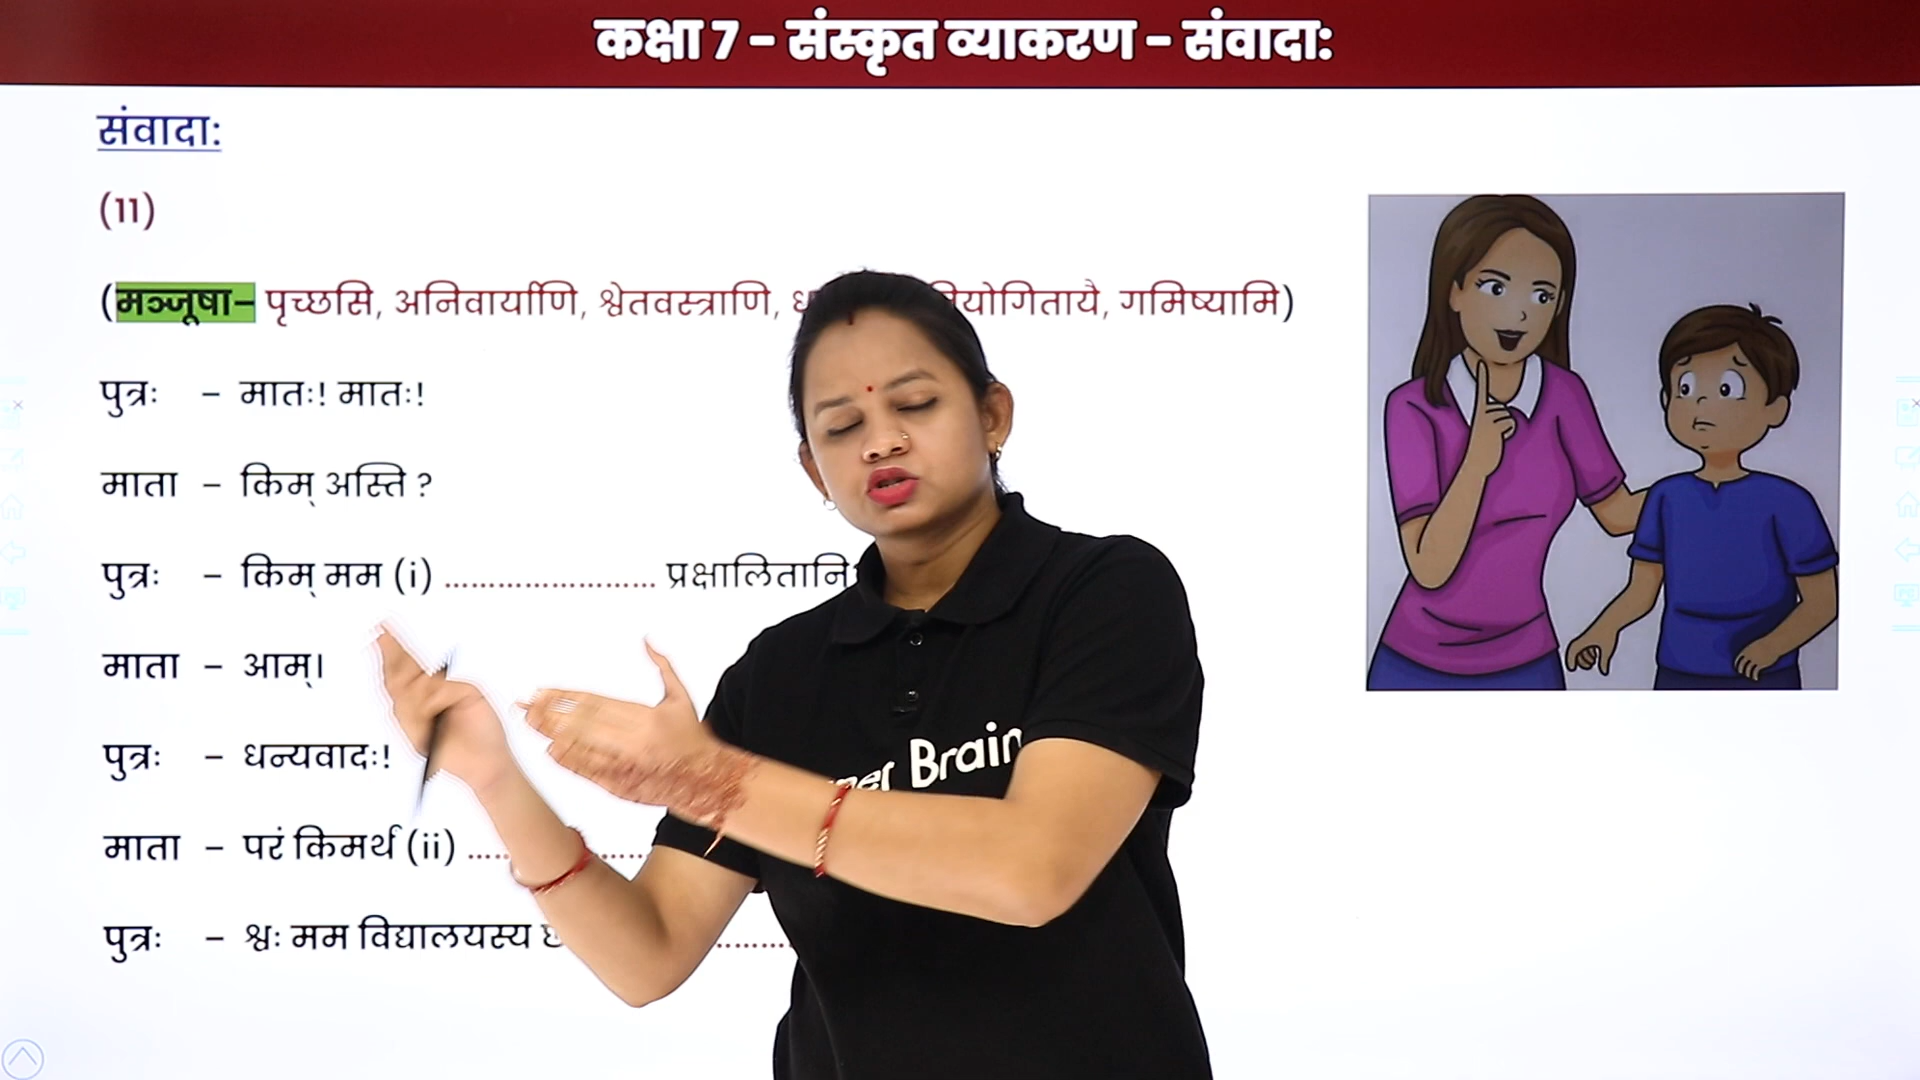 कक्षा 7 - संस्कृत व्याकरण - संवादाः
संवादाः
(11)
(मञ्जूषा- पृच्छसि, अनिवार्याणि, श्वेतवस्त्राणि, गमिष्यामि)
पुत्रः - मातः! मातः!
माता - किम् अस्ति ?
पुत्रः - किम् मम (i) ........................ प्रक्षालितानि
माता - आम्।
पुत्रः - धन्यवादः!
माता - परं किमर्थ (ii) ........................
पुत्रः - श्वः मम विद्यालयस्य
Brain